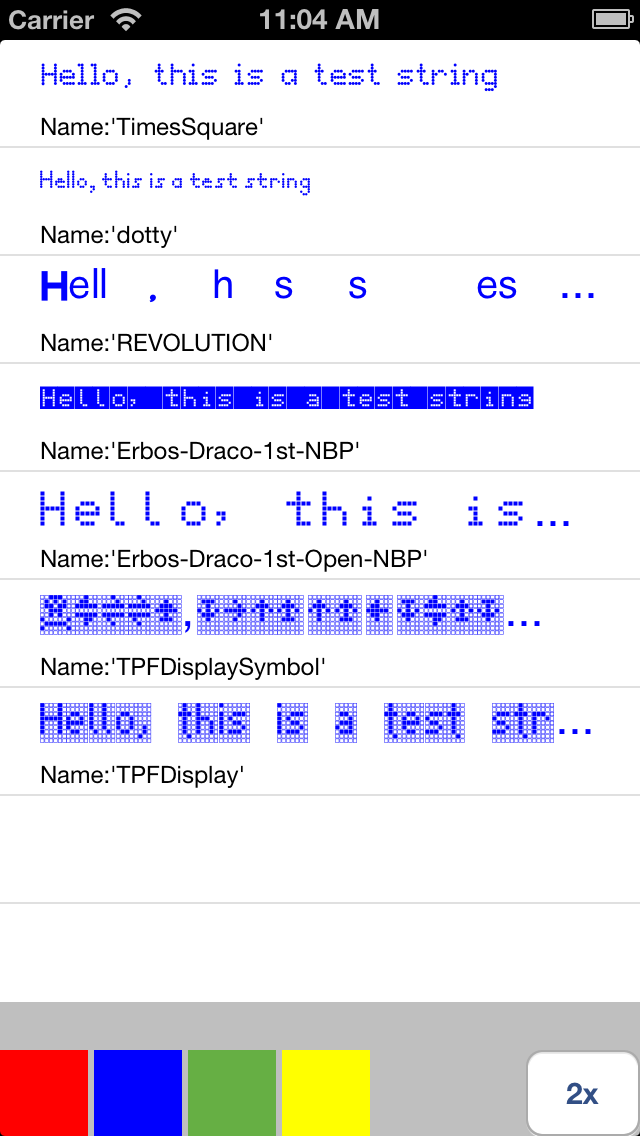 Carrier 11:04 AM
Hello, this is a test string
Name:'TimesSquare'
Hello, this is a test string
Name:'dotty'
Hell , h s s es ...
Name:'REVOLUTION'
Hello, this is a test string
Name:'Erbos-Draco-1st-NBP'
Hello, this is...
Name:'Erbos-Draco-1st-Open-NBP'
Name:'TPFDisplaySymbol'
Hello, this is a test str...
Name:'TPFDisplay'
2x